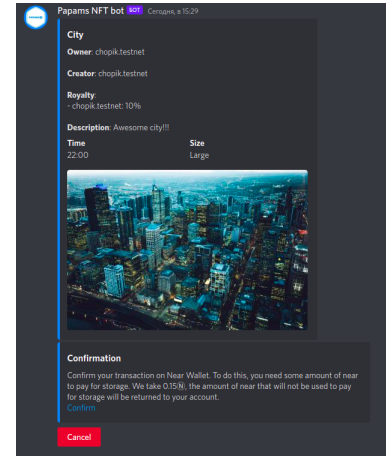 Papams NFT bot БОТ Сегодня, в 15:29
City
Owner: chopik.testnet
Creator: chopik.testnet
Royalty:
- chopik.testnet: 10%
Description: Awesome city!!!
Time Size
22:00 Large
Confirmation
Confirm your transaction on Near Wallet. To do this, you need some amount of near
to pay for storage. We take 0.15Ⓝ, the amount of near that will not be used to pay
for storage will be returned to your account.
Confirm
Cancel